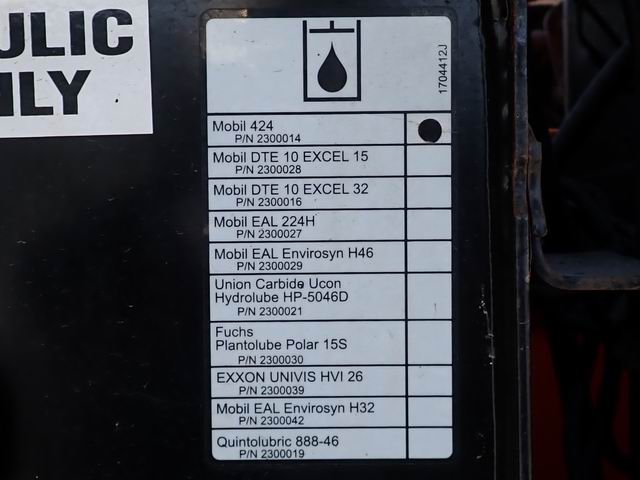 ULIC
NLY
1704412J
Mobil 424
P/N 2300014
Mobil DTE 10 EXCEL 15
P/N 2300028
Mobil DTE 10 EXCEL 32
P/N 2300016
Mobil EAL 224H
P/N 2300027
Mobil EAL Envirosyn H46
P/N 2300029
Union Carbide Ucon
Hydrolube HP-5046D
P/N 2300021
Fuchs
Plantolube Polar 15S
P/N 2300030
EXXON UNIVIS HVI 26
P/N 2300039
Mobil EAL Envirosyn H32
P/N 2300042
Quintolubric 888-46
P/N 2300019